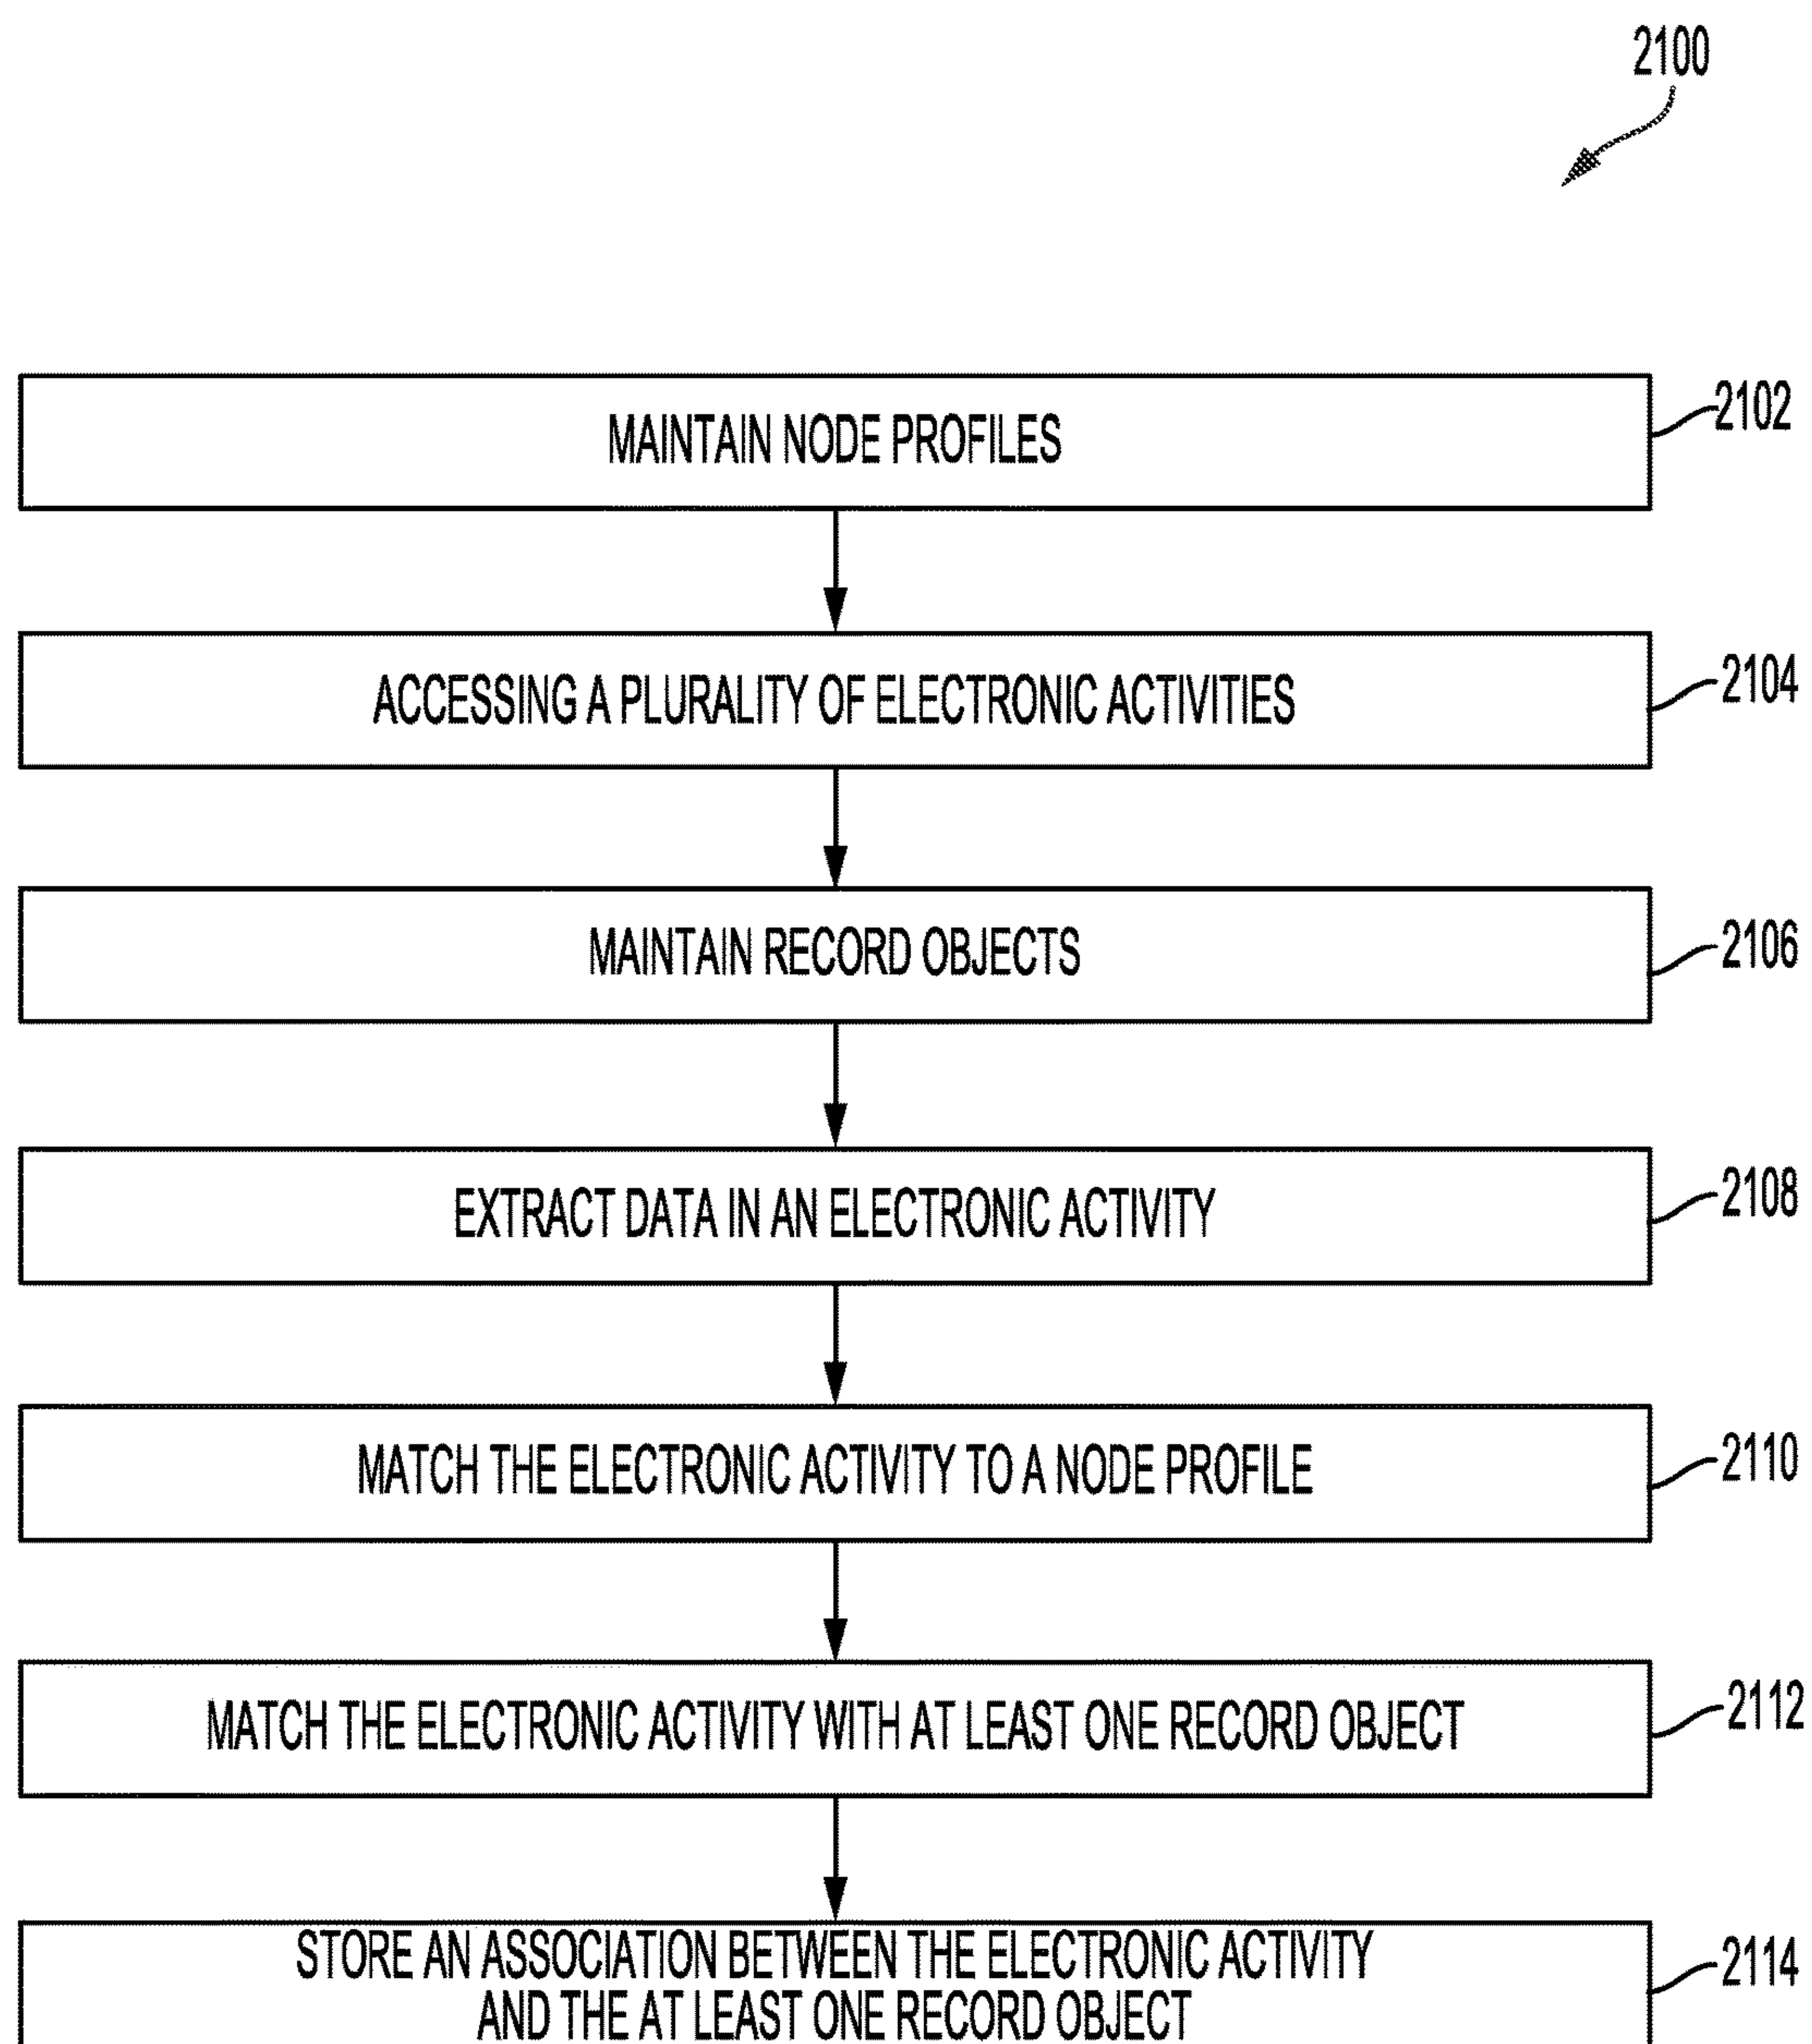 2100
MAINTAIN NODE PROFILES
2102
ACCESSING A PLURALITY OF ELECTRONIC ACTIVITIES
2104
MAINTAIN RECORD OBJECTS
2106
EXTRACT DATA IN AN ELECTRONIC ACTIVITY
2108
MATCH THE ELECTRONIC ACTIVITY TO A NODE PROFILE
2110
MATCH THE ELECTRONIC ACTIVITY WITH AT LEAST ONE RECORD OBJECT
2112
STORE AN ASSOCIATION BETWEEN THE ELECTRONIC ACTIVITY
AND THE AT LEAST ONE RECORD OBJECT
2114